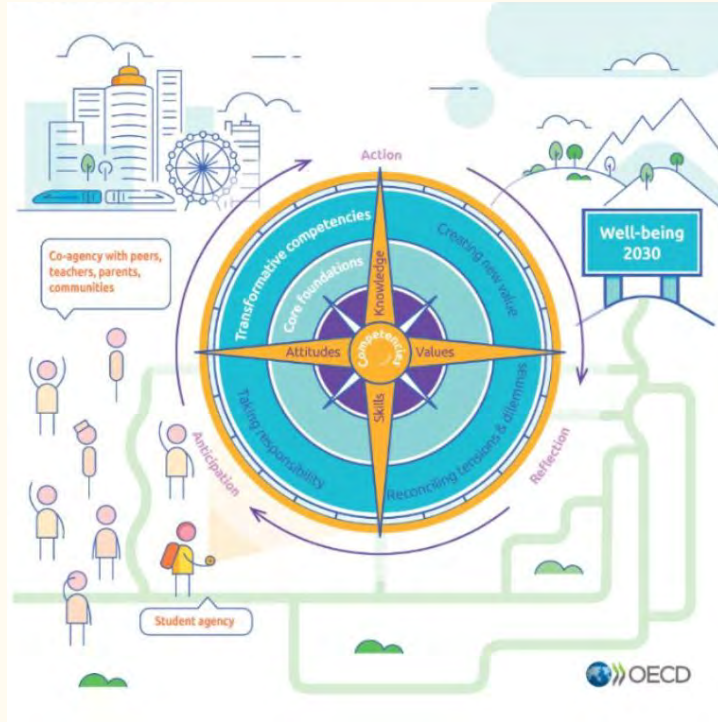 Action
Transformative competencies
Creating new value
Core foundations
Knowledge
Well-being
2030
Co-agency with peers,
teachers, parents,
communities
Attitudes
Competencies
Values
Skills
Taking responsibility
Reconciling tensions & dilemmas
Anticipation
Reflection
Student agency
OECD